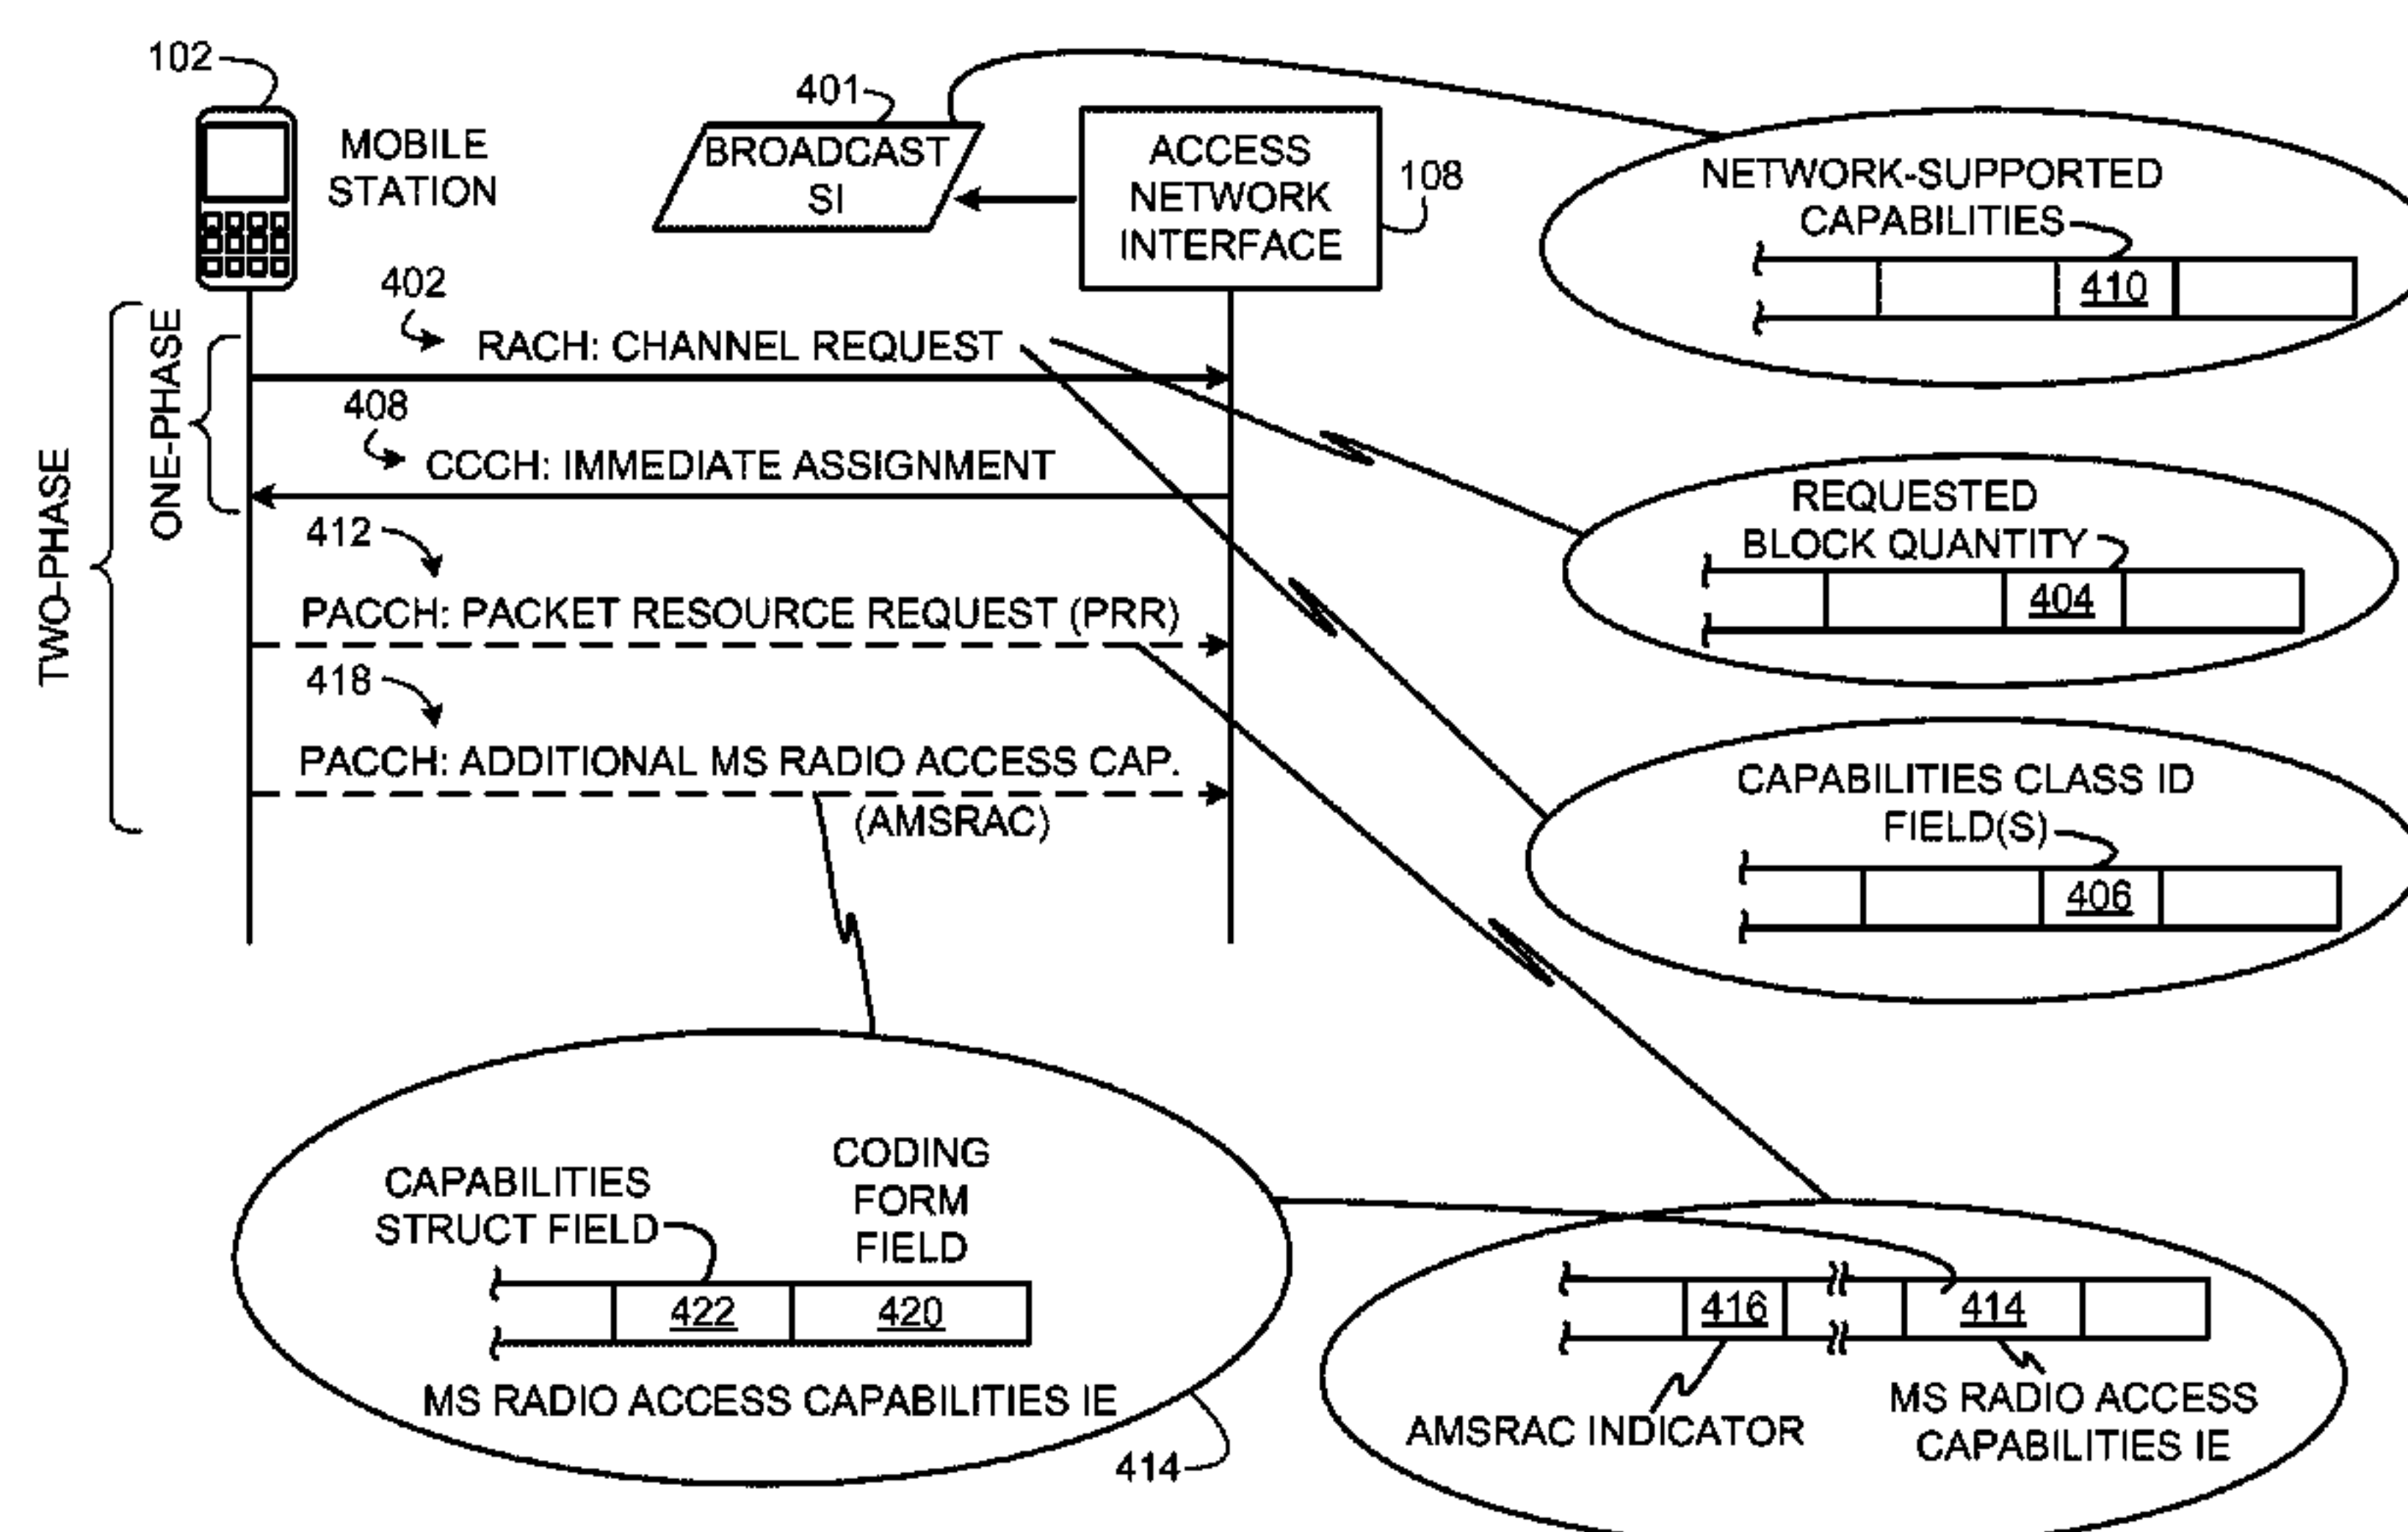 102
MOBILE
STATION
401
BROADCAST
SI
ACCESS
NETWORK
INTERFACE
108
NETWORK-SUPPORTED
CAPABILITIES
410
TWO-PHASE
ONE-PHASE
402
RACH: CHANNEL REQUEST
408
CCCH: IMMEDIATE ASSIGNMENT
412
PACCH: PACKET RESOURCE REQUEST (PRR)
418
PACCH: ADDITIONAL MS RADIO ACCESS CAP.
(AMSRAC)
REQUESTED
BLOCK QUANTITY
404
CAPABILITIES CLASS ID
FIELD(S)
406
CAPABILITIES
STRUCT FIELD
CODING
FORM
FIELD
422
420
MS RADIO ACCESS CAPABILITIES IE
414
416
414
AMSRAC INDICATOR
MS RADIO ACCESS
CAPABILITIES IE